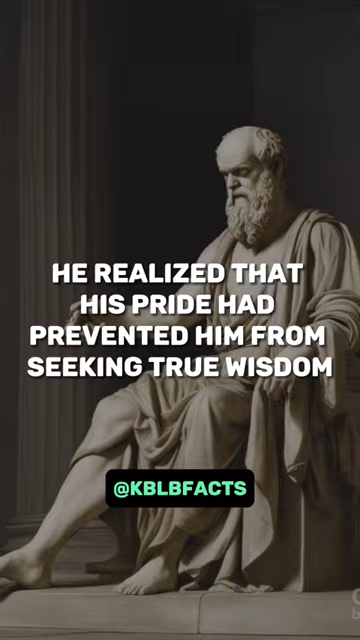 HE REALIZED THAT
HIS PRIDE HAD
PREVENTED HIM FROM
SEEKING TRUE WISDOM
@KBLBFACTS